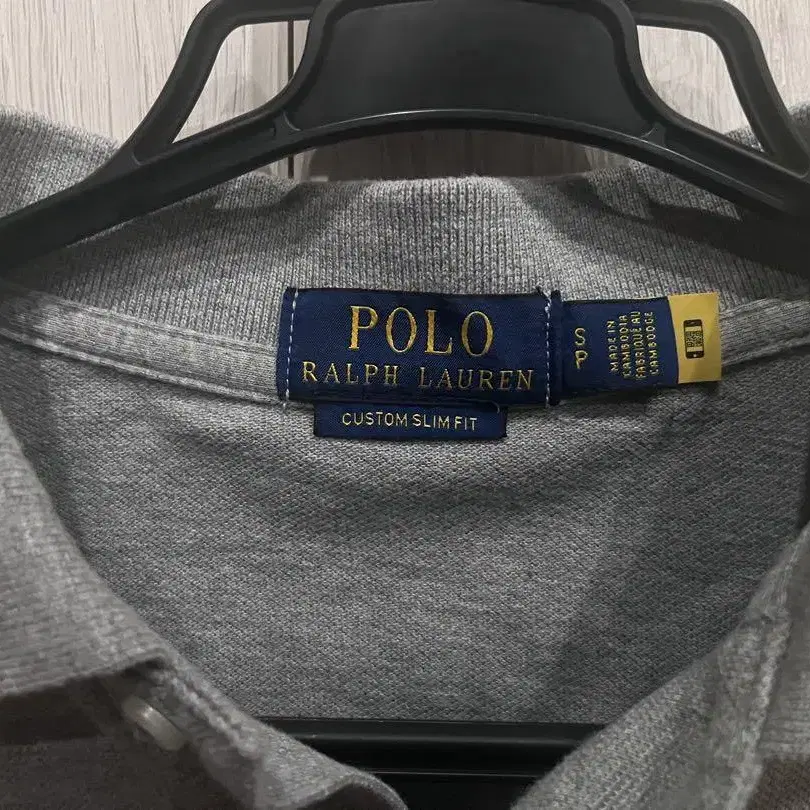 POLO
RALPH LAUREN
CUSTOM SLIM FIT
S
P
MADE IN
CAMBODIA
FABRIQUÉ AU
CAMBODGE